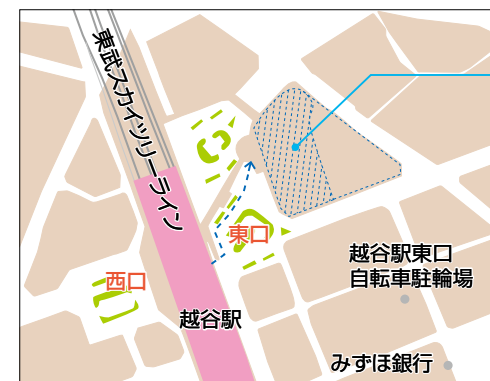 東武スカイツリーライン
東口
西口
越谷駅東口
自転車駐輪場
越谷駅
みずほ銀行